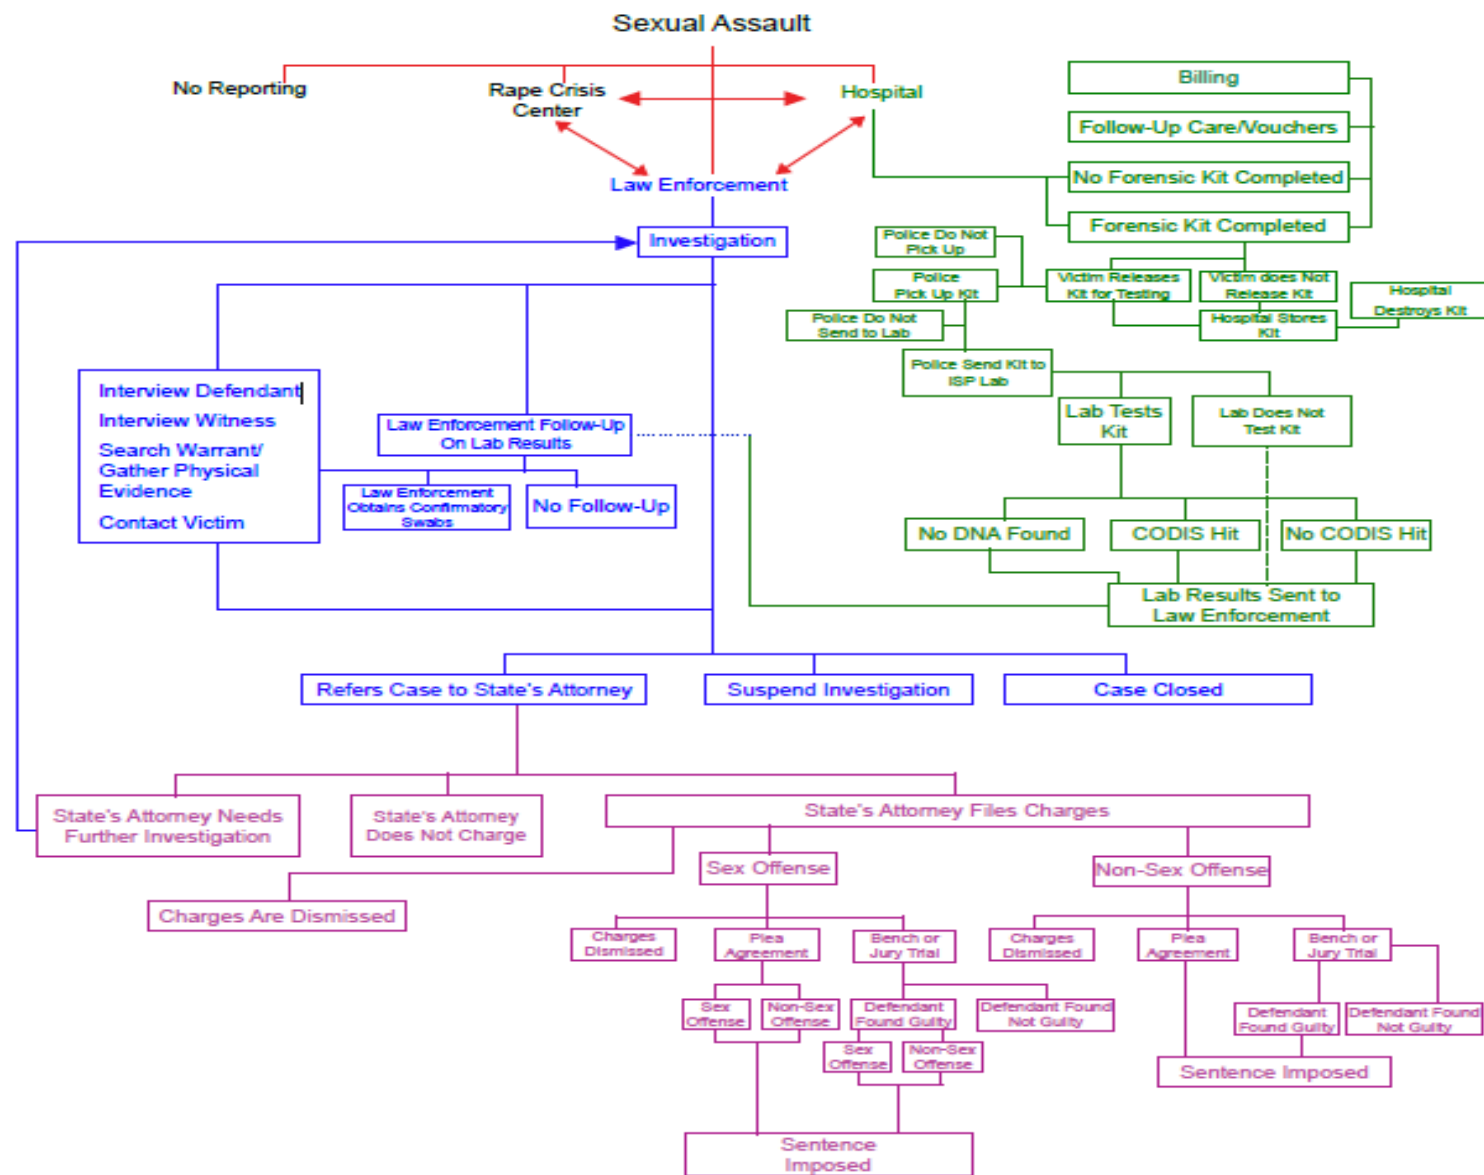 Sexual Assault
No Reporting
Rape Crisis
Center
Hospital
Law Enforcement
Billing
Follow-Up Care/Vouchers
No Forensic Kit Completed
Forensic Kit Completed
Investigation
Police Do Not
Pick Up
Police
Pick Up Kit
Victim Releases
Kit for Testing
Victim does Not
Release Kit
Hospital
Destroys Kit
Police Do Not
Send to Lab
Hospital Stores
Kit
Police Send Kit to
ISP Lab
Lab Tests
Kit
Lab Does Not
Test Kit
Interview Defendant
Interview Witness
Search Warrant/
Gather Physical
Evidence
Contact Victim
Law Enforcement Follow-Up
On Lab Results
Law Enforcement
Obtains Confirmatory
Swabs
No Follow-Up
No DNA Found
CODIS Hit
No CODIS Hit
Lab Results Sent to
Law Enforcement
Refers Case to State's Attorney
Suspend Investigation
Case Closed
State's Attorney Needs
Further Investigation
State's Attorney
Does Not Charge
State's Attorney Files Charges
Sex Offense
Non-Sex Offense
Charges Are Dismissed
Charges
Dismissed
Plea
Agreement
Bench or
Jury Trial
Charges
Dismissed
Plea
Agreement
Bench or
Jury Trial
Sex
Offense
Non-Sex
Offense
Defendant
Found Guilty
Defendant Found
Not Guilty
Defendant
Found Guilty
Defendant Found
Not Guilty
Sex
Offense
Non-Sex
Offense
Sentence Imposed
Sentence
Imposed